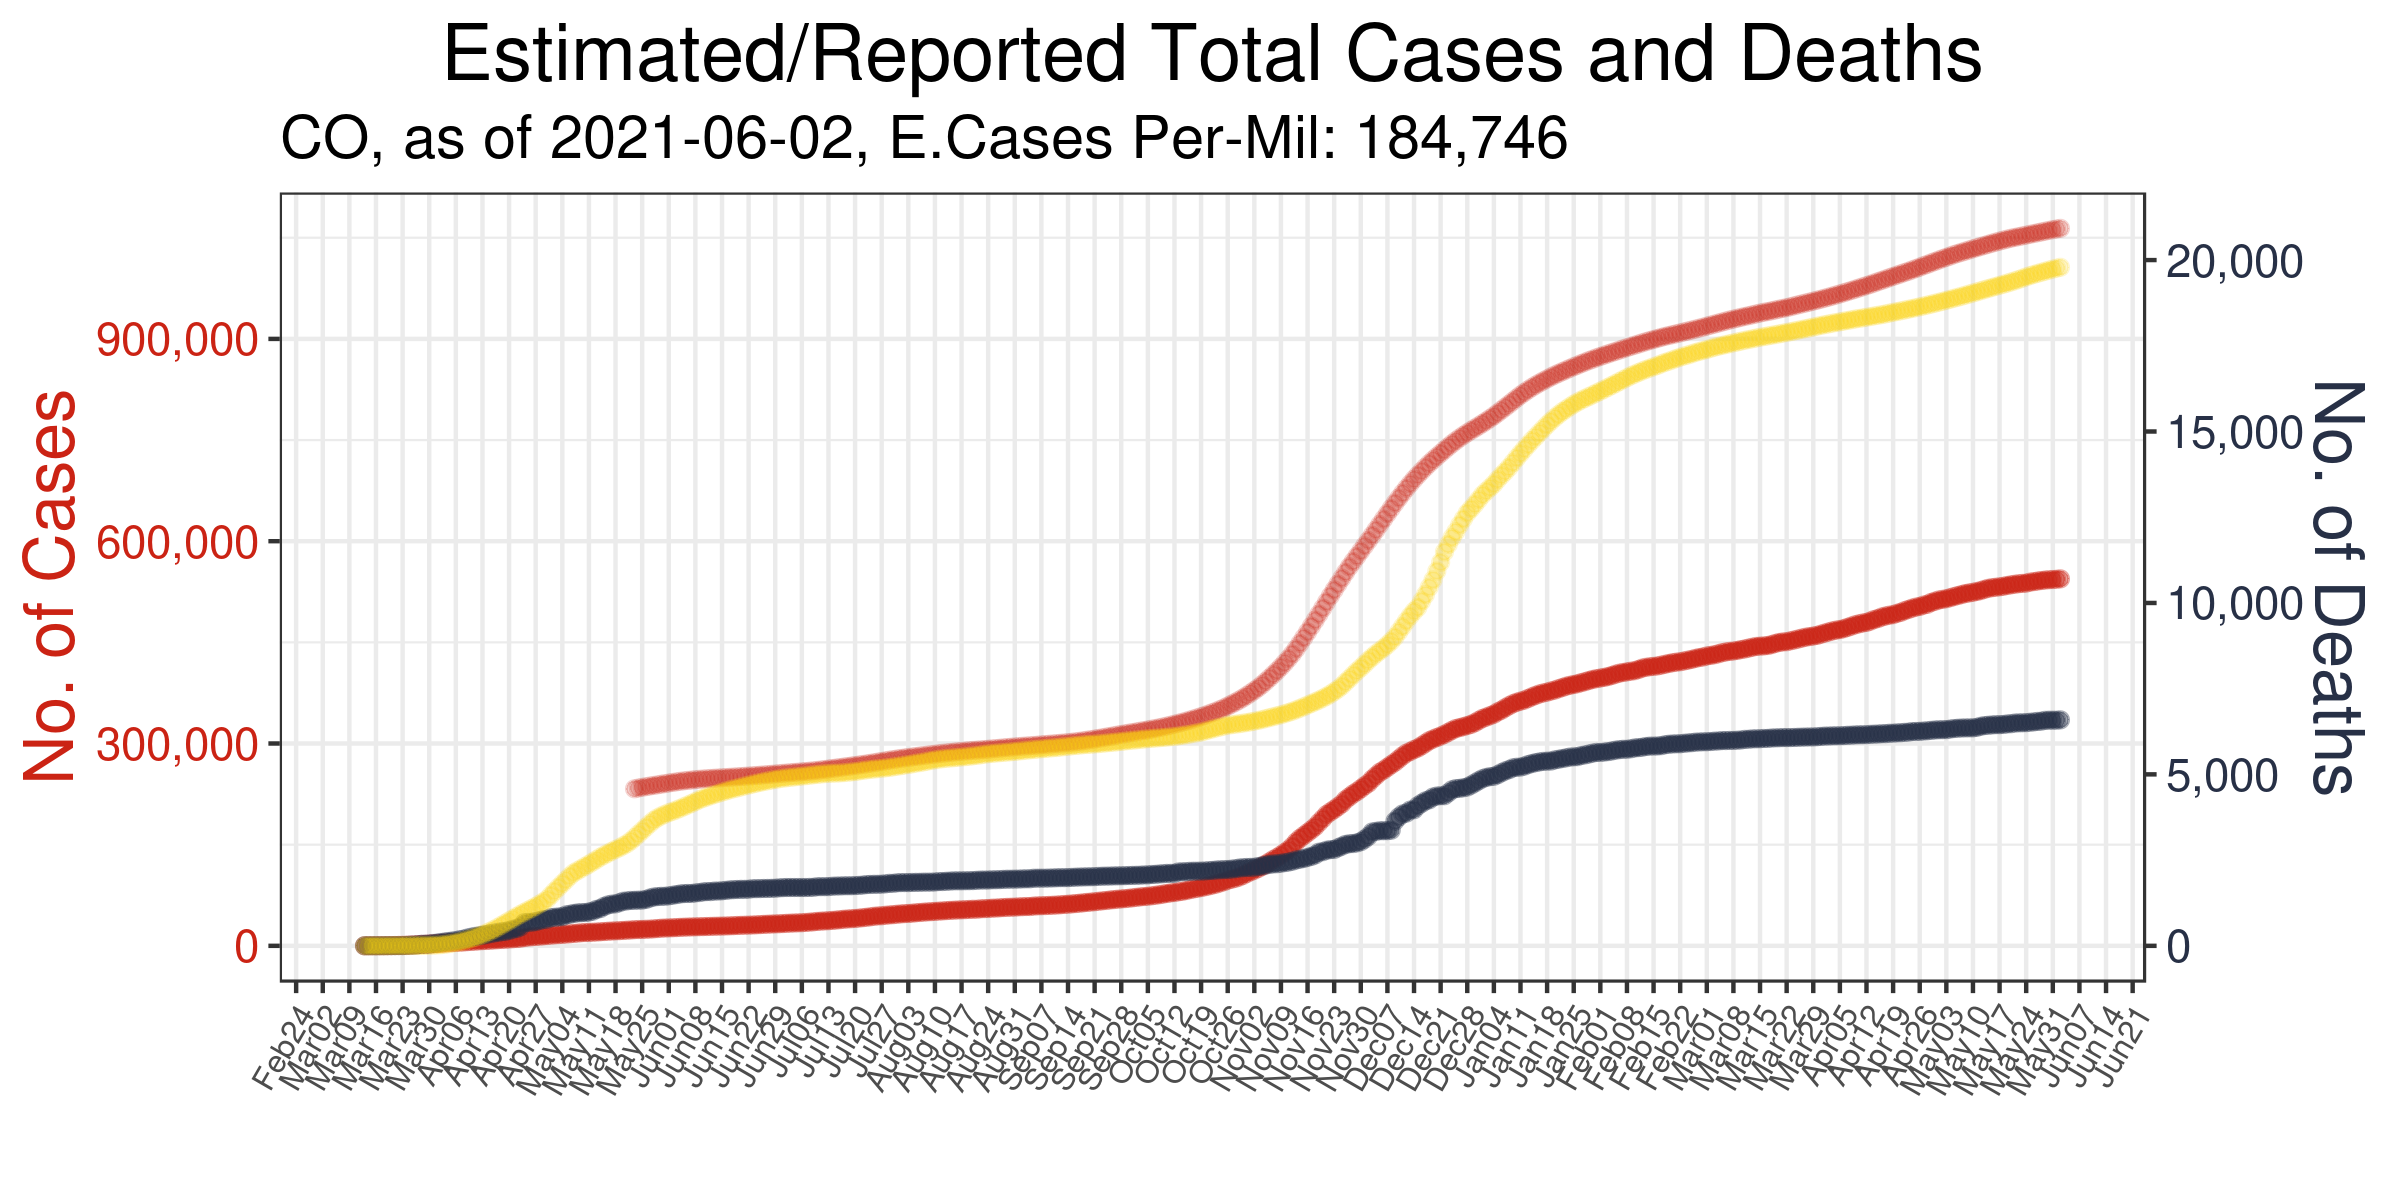 Estimated/Reported Total Cases and Deaths
CO, as of 2021-06-02, E.Cases Per-Mil: 184,746
No. of Cases
900,000
600,000
300,000
0
20,000
15,000
10,000
5,000
0
No. of Deaths
Feb24
Mar02
Mar09
Mar16
Mar23
Mar30
Apr06
Apr13
Apr20
Apr27
May04
May11
May18
May25
Jun01
Jun08
Jun15
Jun22
Jun29
Jul06
Jul13
Jul20
Jul27
Aug03
Aug10
Aug17
Aug24
Aug31
Sep07
Sep14
Sep21
Sep28
Oct05
Oct12
Oct19
Oct26
Nov02
Nov09
Nov16
Nov23
Nov30
Dec07
Dec14
Dec21
Dec28
Jan04
Jan11
Jan18
Jan25
Feb01
Feb08
Feb15
Feb22
Mar01
Mar08
Mar15
Mar22
Mar29
Apr05
Apr12
Apr19
Apr26
May03
May10
May17
May24
May31
Jun07
Jun14
Jun21